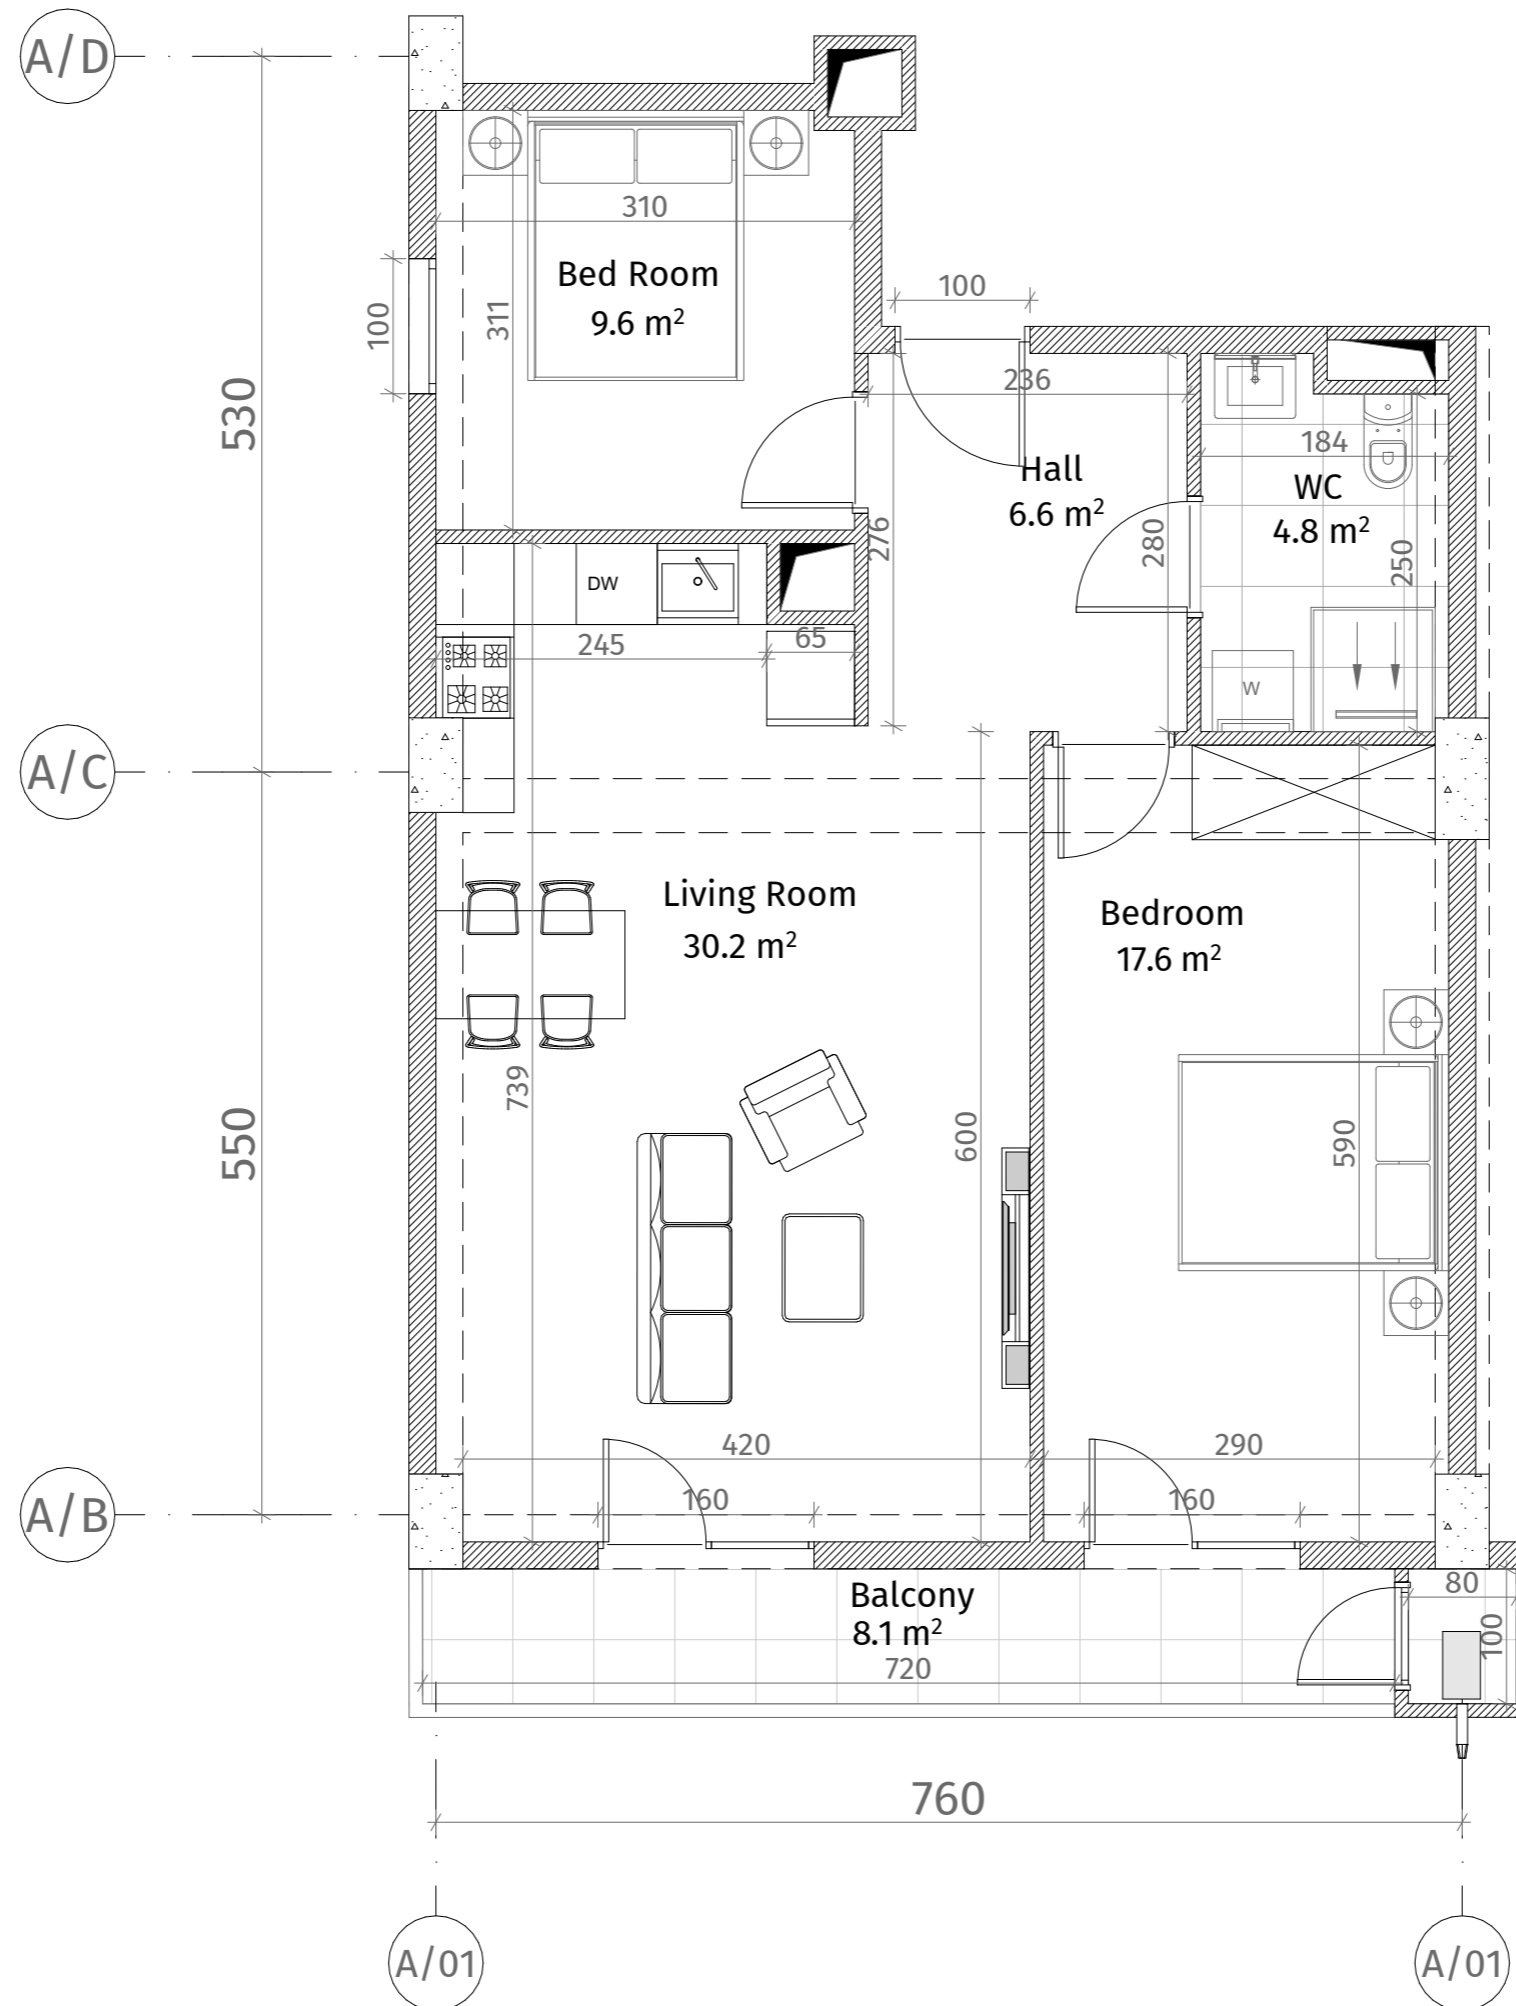 A/D
310
Bed Room
9.6 m²
311
100
100
530
236
184
Hall
6.6 m²
WC
4.8 m²
276
280
250
DW
245
65
W
A/C
Living Room
30.2 m²
Bedroom
17.6 m²
739
600
590
550
420
290
160
160
A/B
Balcony
8.1 m²
80
100
720
760
A/01
A/01